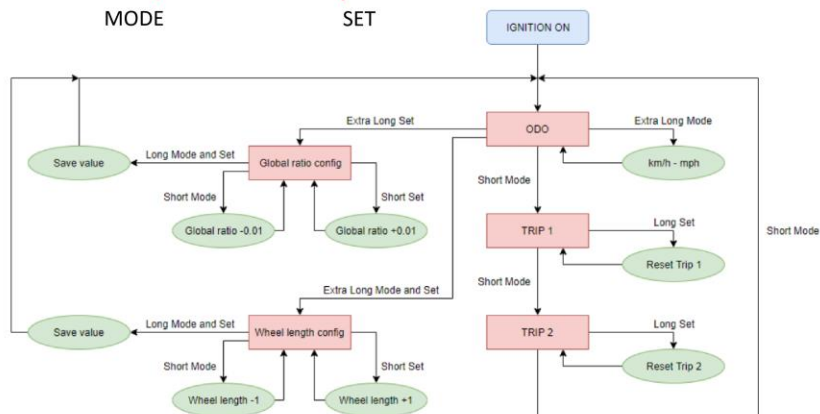 MODE SET
IGNITION ON
Extra Long Set
ODO
Extra Long Mode
Save value
Long Mode and Set
Global ratio config
km/h - mph
Short Mode
Short Set
Short Mode
Global ratio -0.01
Global ratio +0.01
TRIP 1
Long Set
Short Mode
Reset Trip 1
Short Mode
Extra Long Mode and Set
Save value
Long Mode and Set
Wheel length config
TRIP 2
Long Set
Short Mode
Short Set
Reset Trip 2
Wheel length -1
Wheel length +1